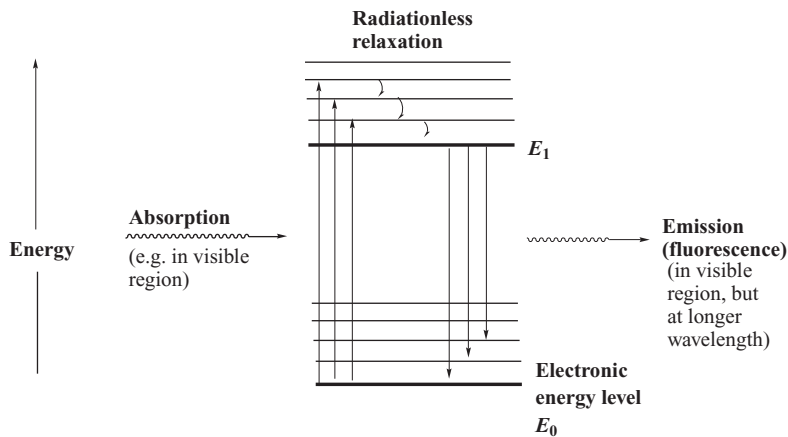 Radiationless
relaxation
E1
Absorption
(e.g. in visible
region)
Energy
Emission
(fluorescence)
(in visible
region, but
at longer
wavelength)
Electronic
energy level
E0